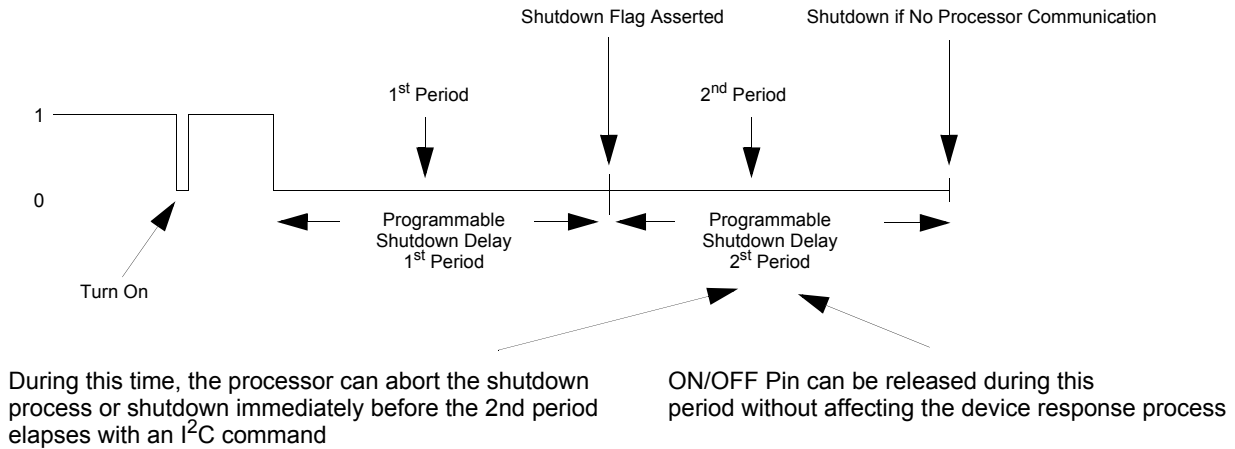 Shutdown Flag Asserted
Shutdown if No Processor Communication
1st Period
2nd Period
1
0
Programmable
Shutdown Delay
1st Period
Programmable
Shutdown Delay
2st Period
Turn On
During this time, the processor can abort the shutdown
process or shutdown immediately before the 2nd period
elapses with an I2C command
ON/OFF Pin can be released during this
period without affecting the device response process